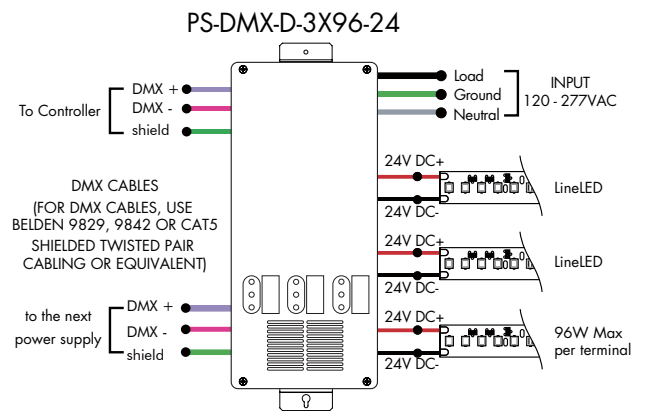 PS-DMX-D-3X96-24
To Controller
DMX +
DMX -
shield
DMX CABLES
(FOR DMX CABLES, USE
BELDEN 9829, 9842 OR CAT5
SHIELDED TWISTED PAIR
CABLING OR EQUIVALENT)
to the next
power supply
DMX +
DMX -
shield
Load
Ground
Neutral
INPUT
120 - 277VAC
24V DC+
24V DC-
LineLED
24V DC+
24V DC-
LineLED
24V DC+
24V DC-
96W Max
per terminal